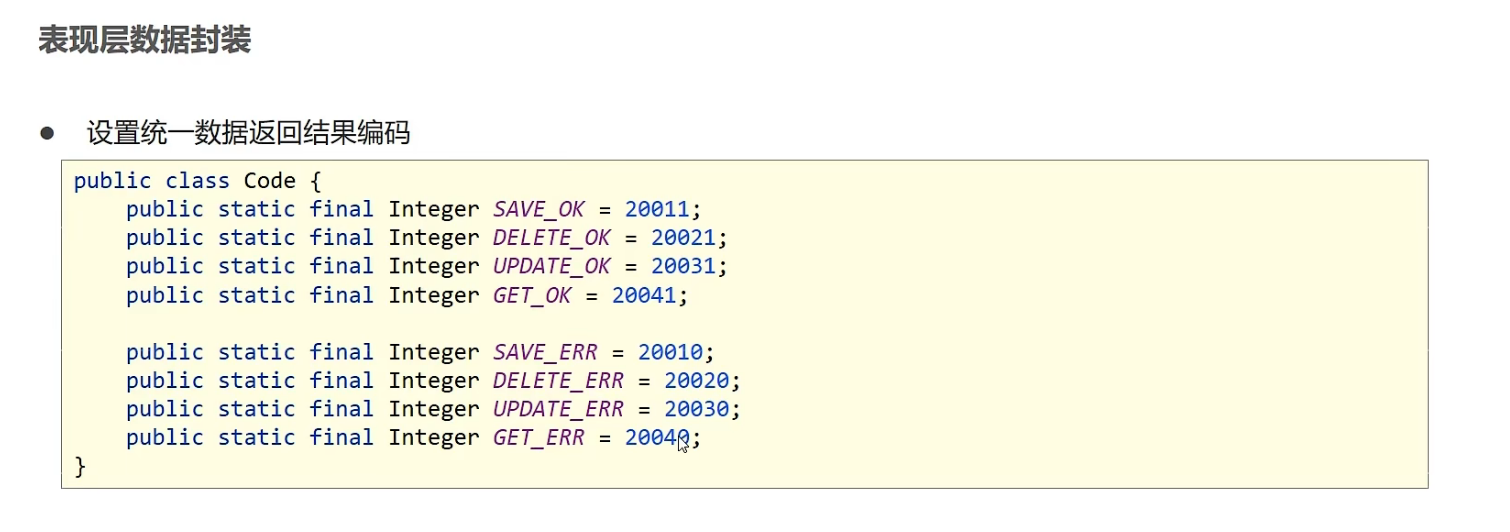 表现层数据封装
● 设置统一数据返回结果编码
public class Code {
    public static final Integer SAVE_OK = 20011;
    public static final Integer DELETE_OK = 20021;
    public static final Integer UPDATE_OK = 20031;
    public static final Integer GET_OK = 20041;

    public static final Integer SAVE_ERR = 20010;
    public static final Integer DELETE_ERR = 20020;
    public static final Integer UPDATE_ERR = 20030;
    public static final Integer GET_ERR = 20040;
}